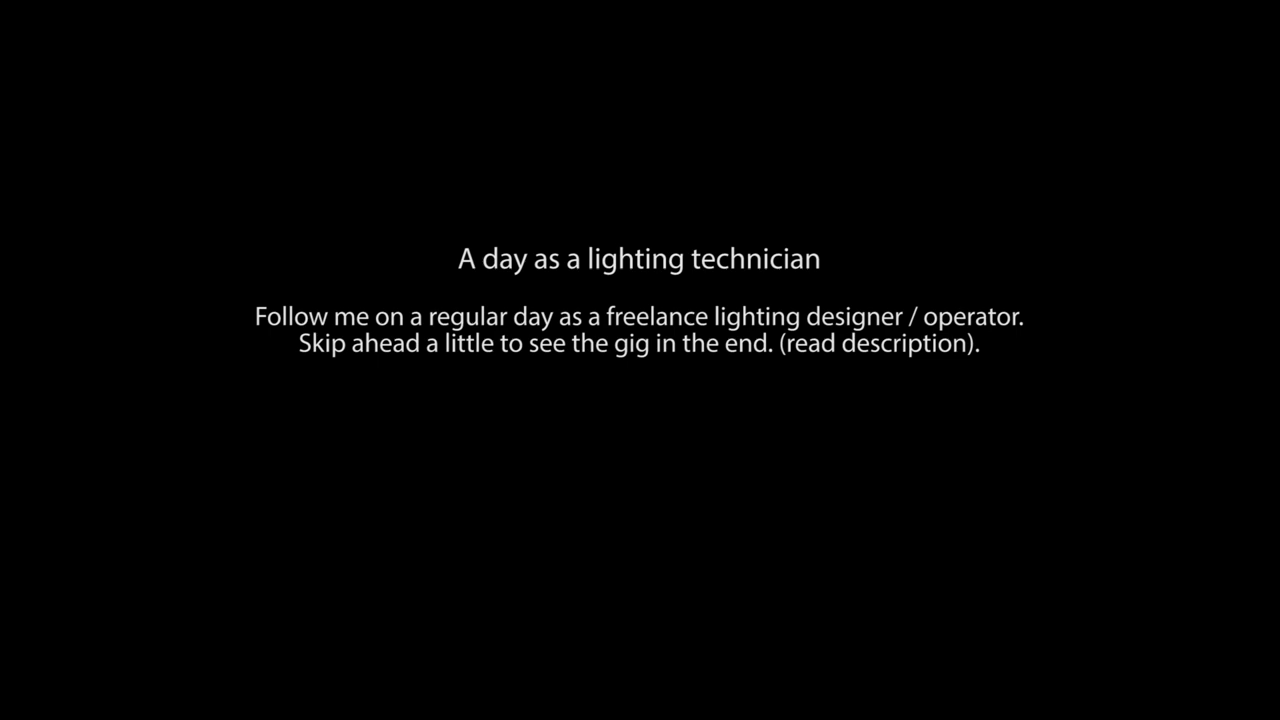 A day as a lighting technician
Follow me on a regular day as a freelance lighting designer / operator.
Skip ahead a little to see the gig in the end. (read description).